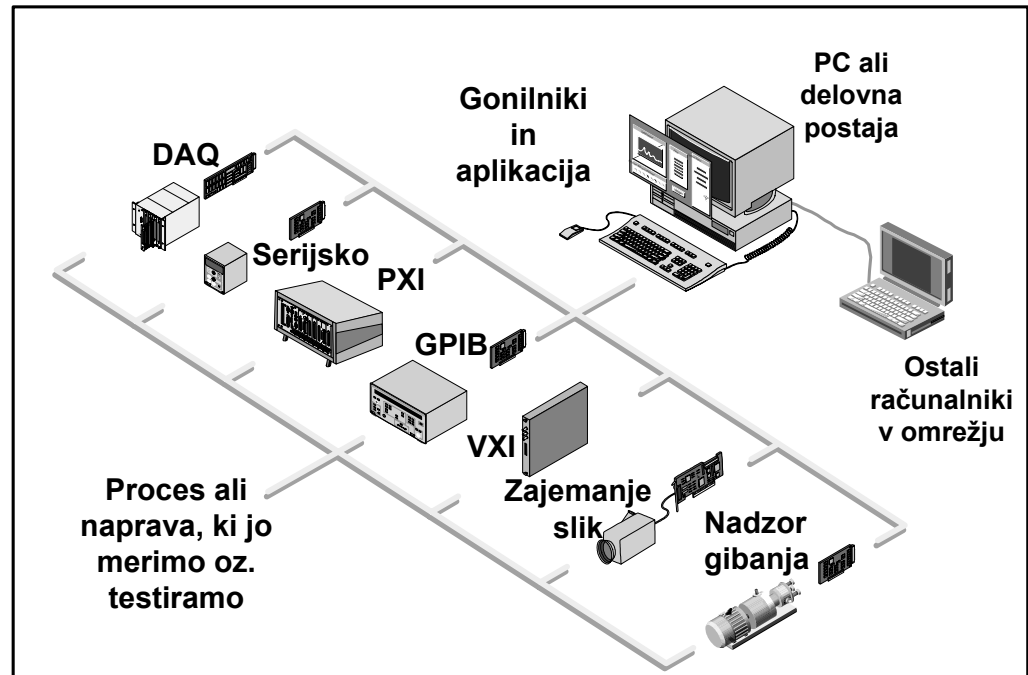 PC ali
delovna
postaja
Gonilniki
in
aplikacija
DAQ
Serijsko
PXI
GPIB
VXI
Zajemanje
slik
Nadzor
gibanja
Ostali
računalniki
v omrežju
Proces ali
naprava, ki jo
merimo oz.
testiramo